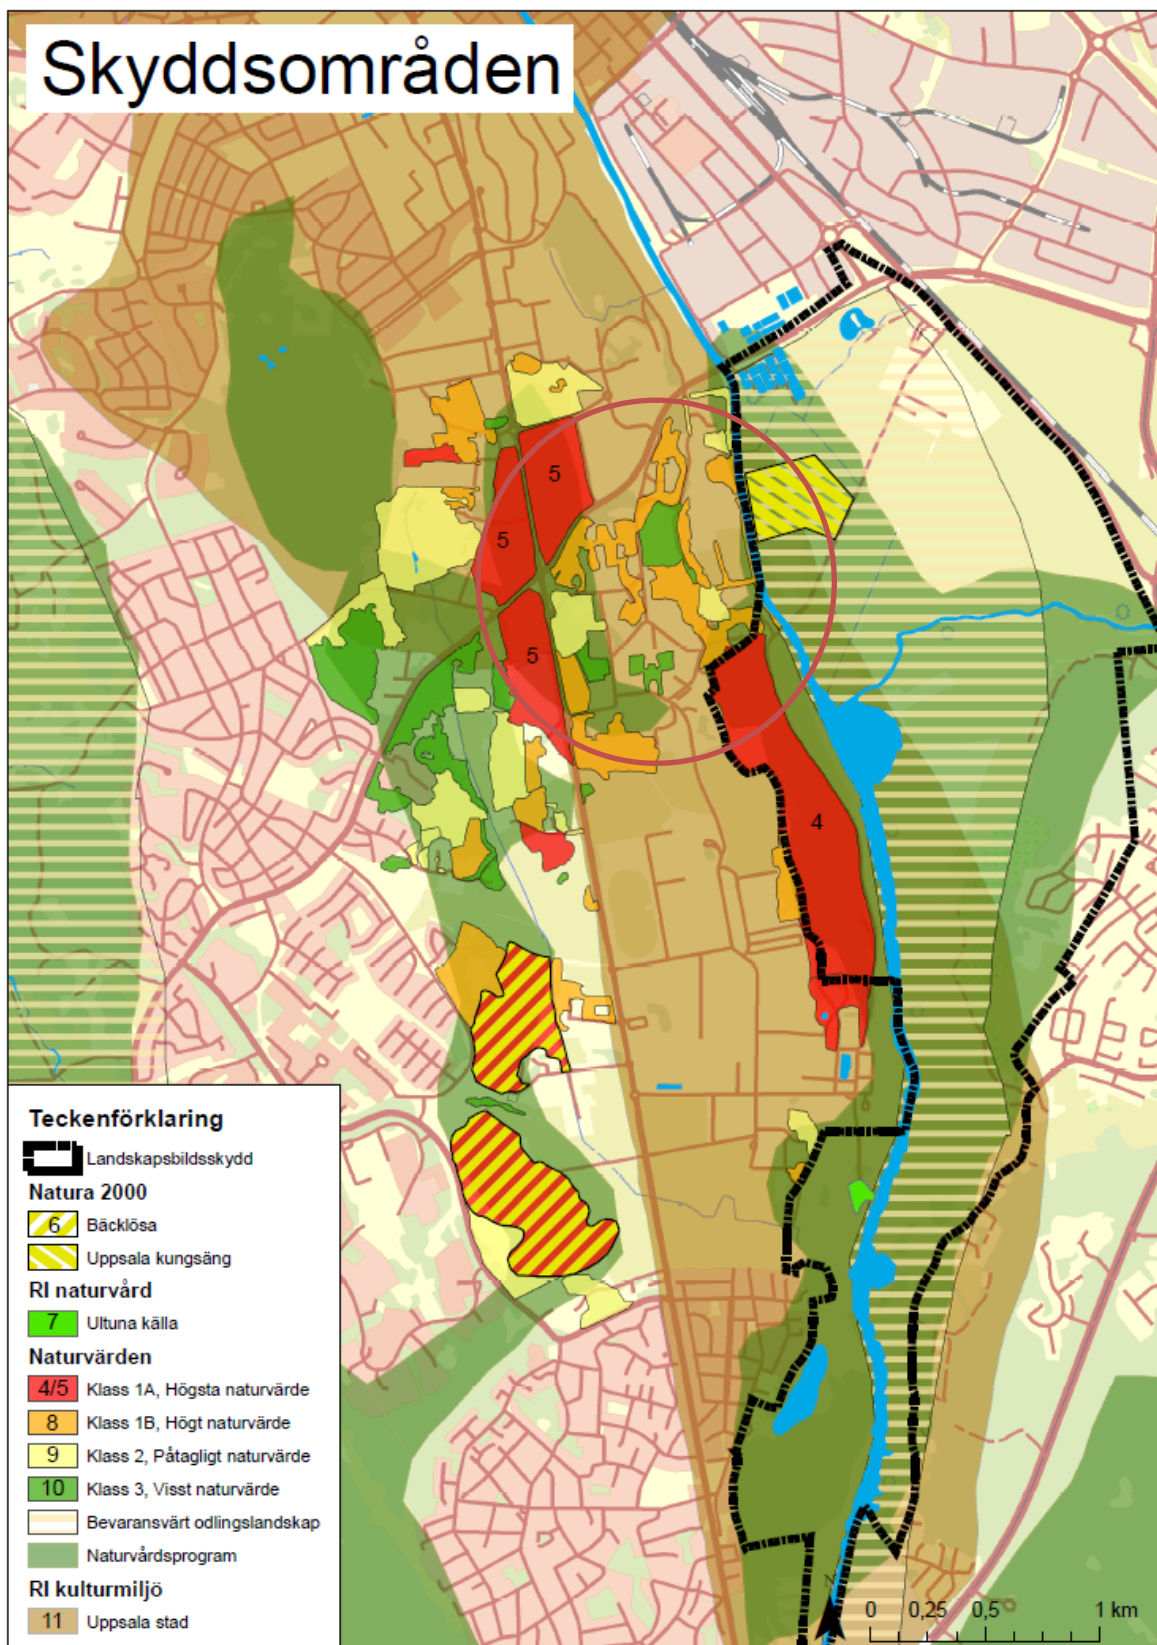 Skyddsområden
5
5
5
4
Teckenförklaring
Landskapsbildsskydd
Natura 2000
6 Bäcklösa
Uppsala kungsäng
RI naturvård
7 Ultuna källa
Naturvärden
4/5 Klass 1A, Högsta naturvärde
8 Klass 1B, Högt naturvärde
9 Klass 2, Påtagligt naturvärde
10 Klass 3, Visst naturvärde
Bevaransvärt odlingslandskap
Naturvårdsprogram
RI kulturmiljö
11 Uppsala stad
N
0 0,25 0,5 1 km